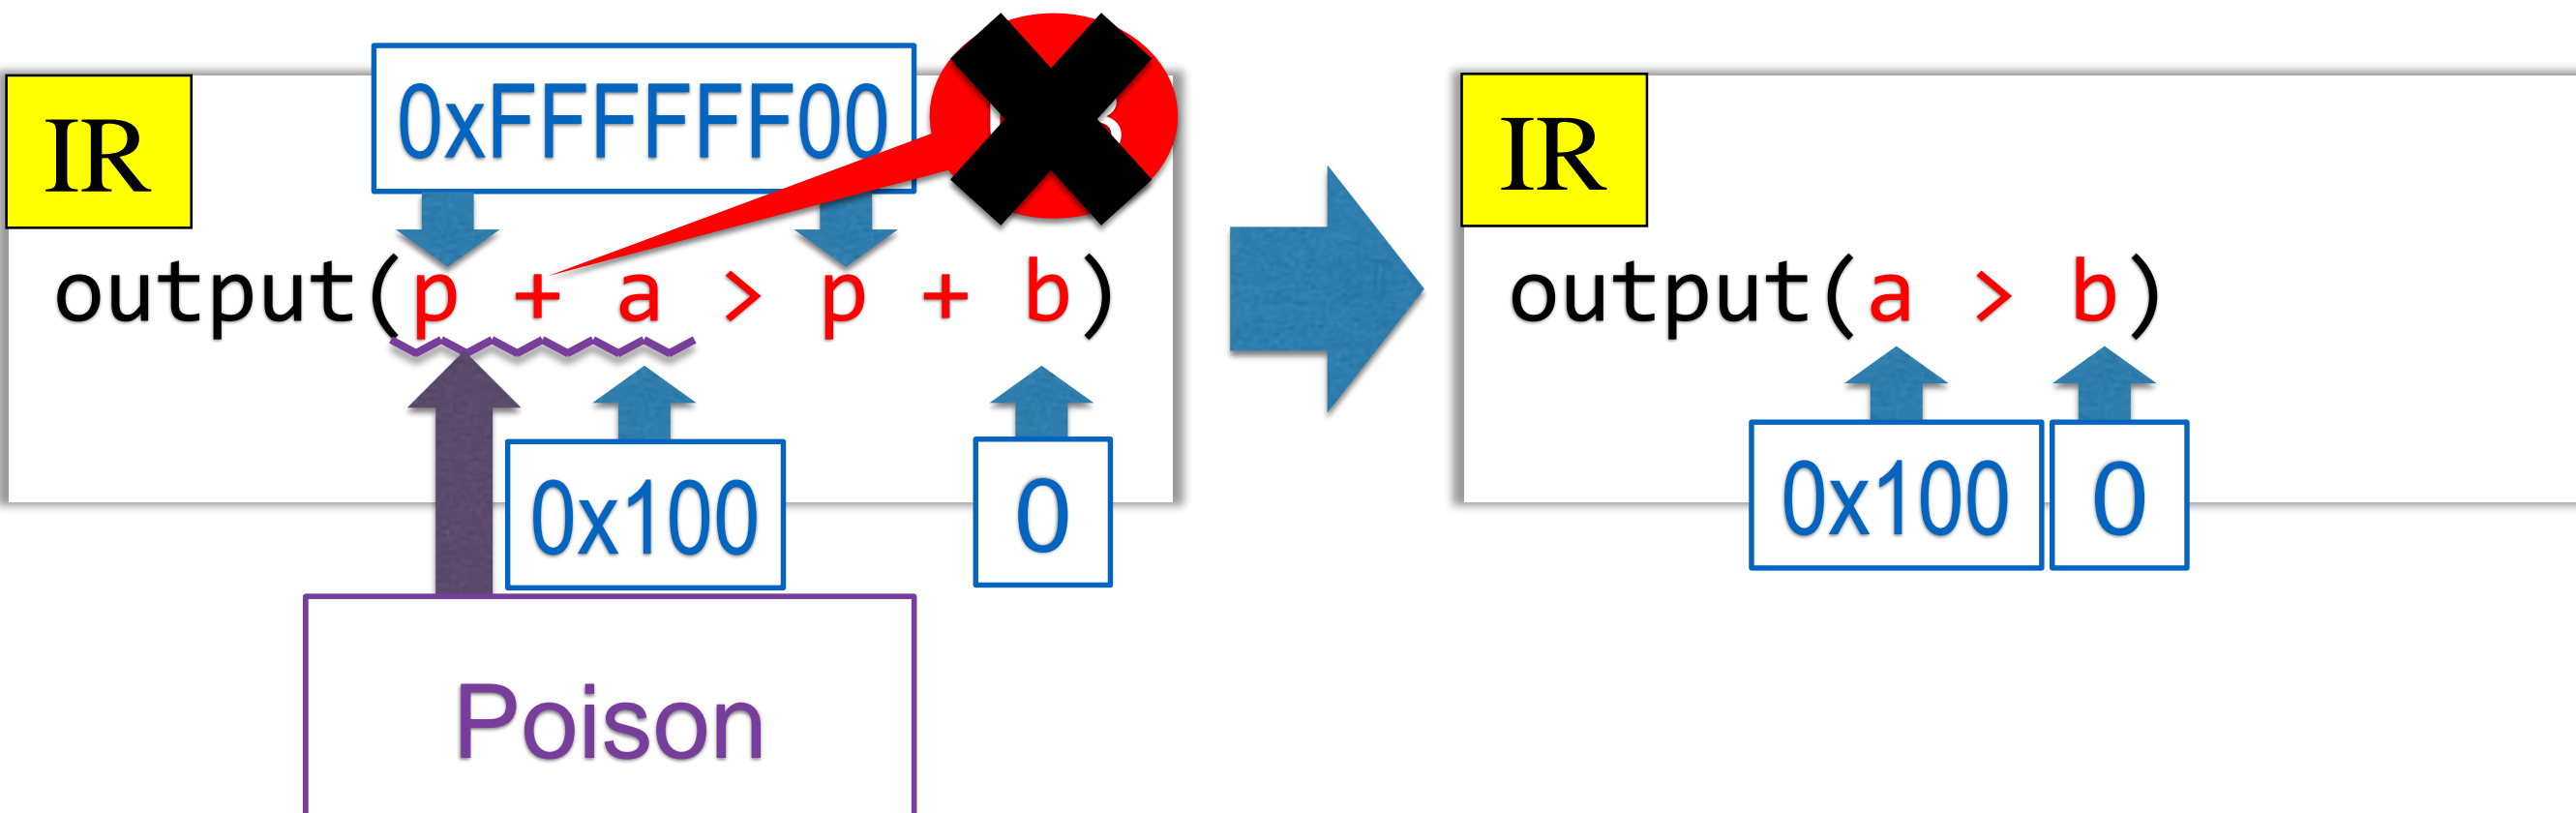 IR
0xFFFFFF00
output(p + a > p + b)
0x100
0
Poison
IR
output(a > b)
0x100
0